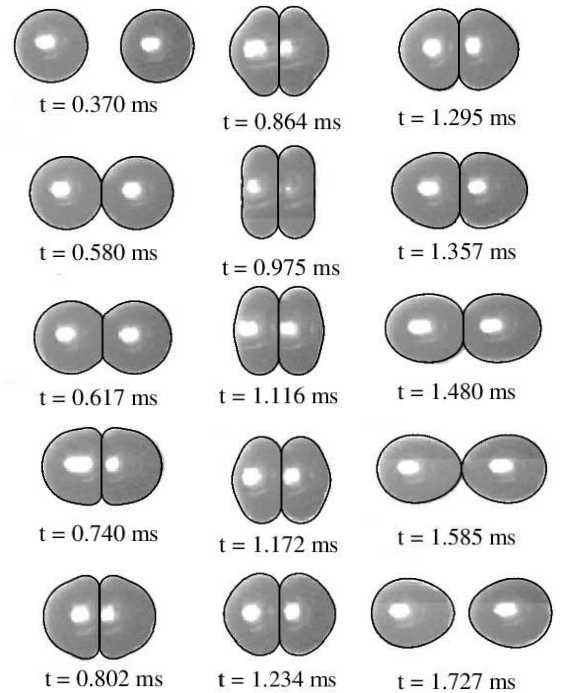 t = 0.370 ms
t = 0.580 ms
t = 0.617 ms
t = 0.740 ms
t = 0.802 ms
t = 0.864 ms
t = 0.975 ms
t = 1.116 ms
t = 1.172 ms
t = 1.234 ms
t = 1.295 ms
t = 1.357 ms
t = 1.480 ms
t = 1.585 ms
t = 1.727 ms